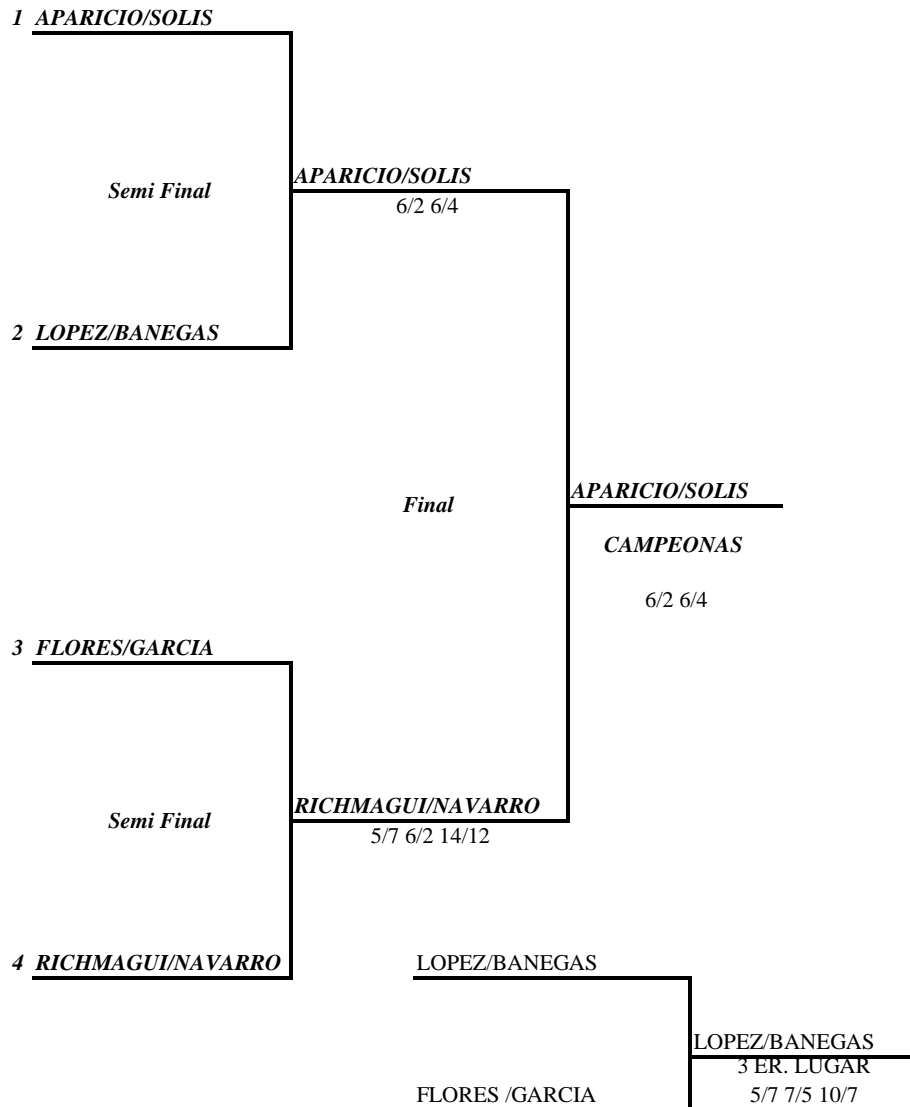 1 APARICIO/SOLIS
Semi Final
APARICIO/SOLIS
6/2 6/4
2 LOPEZ/BANEGAS
Final
APARICIO/SOLIS
CAMPEONAS
6/2 6/4
3 FLORES/GARCIA
Semi Final
RICHMAGUI/NAVARRO
5/7 6/2 14/12
4 RICHMAGUI/NAVARRO
LOPEZ/BANEGAS
LOPEZ/BANEGAS
3 ER. LUGAR
FLORES /GARCIA
5/7 7/5 10/7